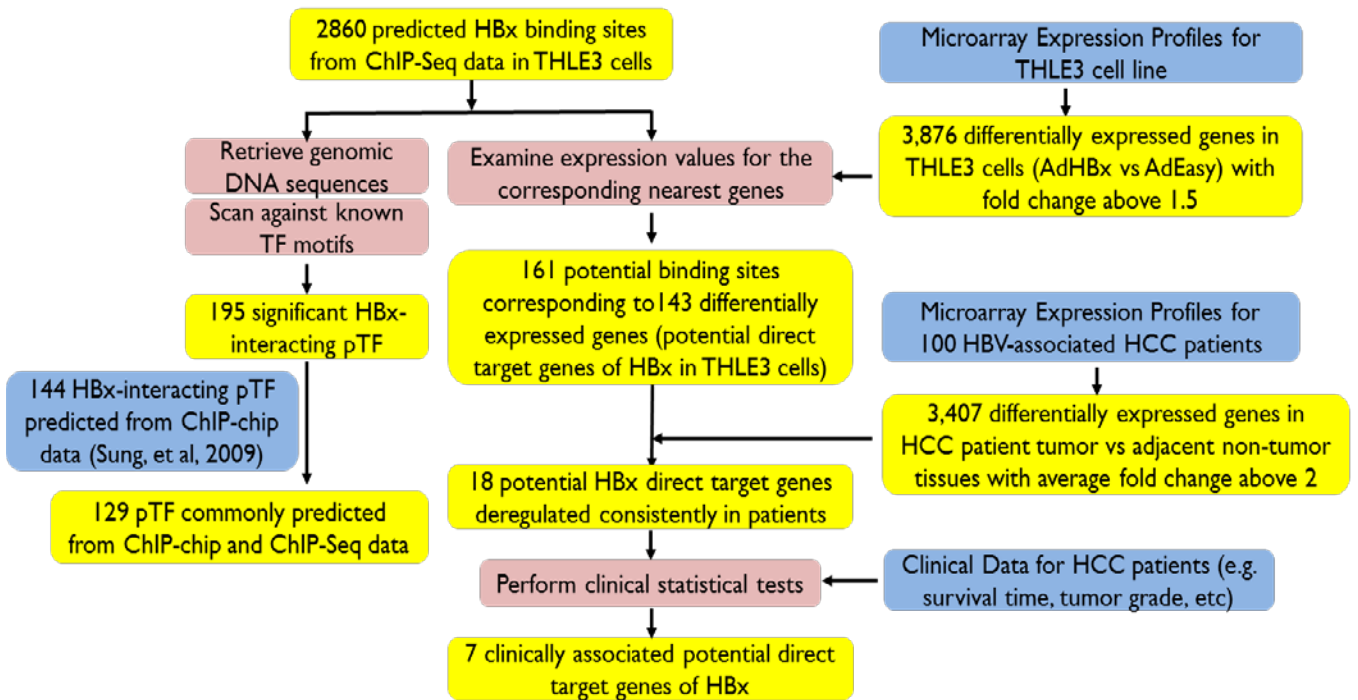 2860 predicted HBx binding sites
from ChIP-Seq data in THLE3 cells
Microarray Expression Profiles for
THLE3 cell line
Retrieve genomic
DNA sequences
Scan against known
TF motifs
Examine expression values for the
corresponding nearest genes
3,876 differentially expressed genes in
THLE3 cells (AdHBx vs AdEasy) with
fold change above 1.5
195 significant HBx-
interacting pTF
161 potential binding sites
corresponding to143 differentially
expressed genes (potential direct
target genes of HBx in THLE3 cells)
Microarray Expression Profiles for
100 HBV-associated HCC patients
144 HBx-interacting pTF
predicted from ChIP-chip
data (Sung, et al, 2009)
3,407 differentially expressed genes in
HCC patient tumor vs adjacent non-tumor
tissues with average fold change above 2
129 pTF commonly predicted
from ChIP-chip and ChIP-Seq data
18 potential HBx direct target genes
deregulated consistently in patients
Perform clinical statistical tests
Clinical Data for HCC patients (e.g.
survival time, tumor grade, etc)
7 clinically associated potential direct
target genes of HBx